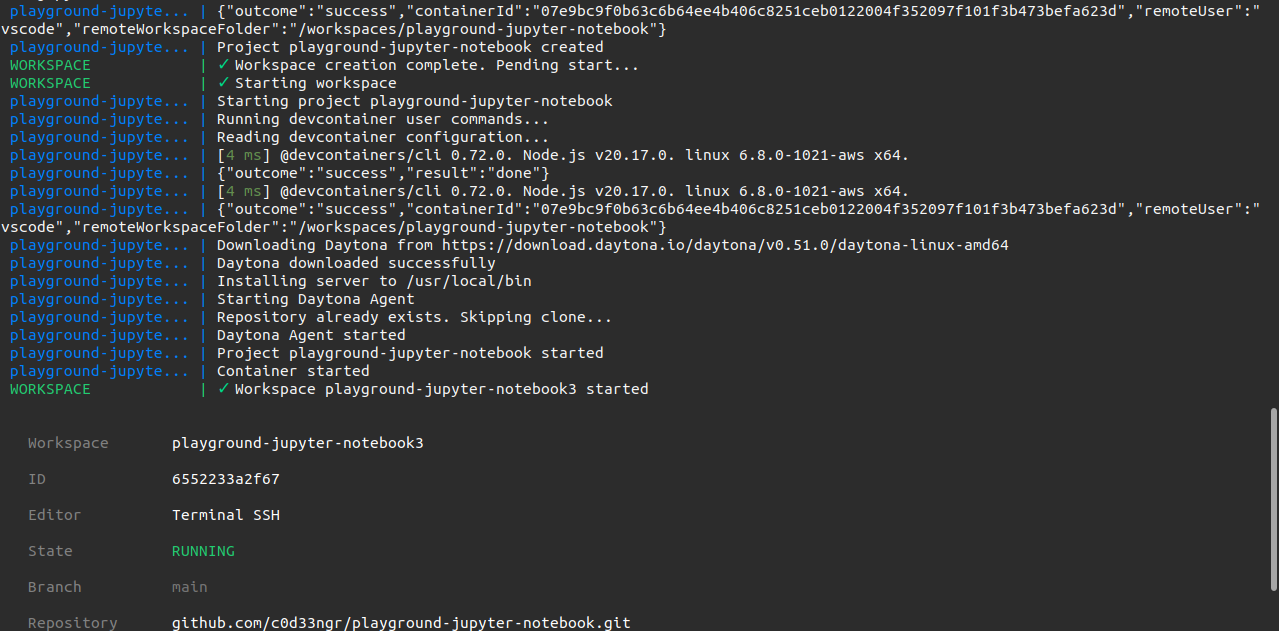 playground-jupyte... | {"outcome":"success","containerId":"07e9bc9f0b63c6b64ee4b406c8251ceb0122004f352097f101f3b473befa623d","remoteUser":"
vscode","remoteWorkspaceFolder":"/workspaces/playground-jupyter-notebook"}
playground-jupyte... | Project playground-jupyter-notebook created
WORKSPACE | ✓ Workspace creation complete. Pending start...
WORKSPACE | ✓ Starting workspace
playground-jupyte... | Starting project playground-jupyter-notebook
playground-jupyte... | Running devcontainer user commands...
playground-jupyte... | Reading devcontainer configuration...
playground-jupyte... | [4 ms] @devcontainers/cli 0.72.0. Node.js v20.17.0. linux 6.8.0-1021-aws x64.
playground-jupyte... | {"outcome":"success","result":"done"}
playground-jupyte... | [4 ms] @devcontainers/cli 0.72.0. Node.js v20.17.0. linux 6.8.0-1021-aws x64.
playground-jupyte... | {"outcome":"success","containerId":"07e9bc9f0b63c6b64ee4b406c8251ceb0122004f352097f101f3b473befa623d","remoteUser":"
vscode","remoteWorkspaceFolder":"/workspaces/playground-jupyter-notebook"}
playground-jupyte... | Downloading Daytona from https://download.daytona.io/daytona/v0.51.0/daytona-linux-amd64
playground-jupyte... | Daytona downloaded successfully
playground-jupyte... | Installing server to /usr/local/bin
playground-jupyte... | Starting Daytona Agent
playground-jupyte... | Repository already exists. Skipping clone...
playground-jupyte... | Daytona Agent started
playground-jupyte... | Project playground-jupyter-notebook started
playground-jupyte... | Container started
WORKSPACE | ✓ Workspace playground-jupyter-notebook3 started
Workspace playground-jupyter-notebook3
ID 6552233a2f67
Editor Terminal SSH
State RUNNING
Branch main
Repository github.com/c0d33ngr/playground-jupyter-notebook.git